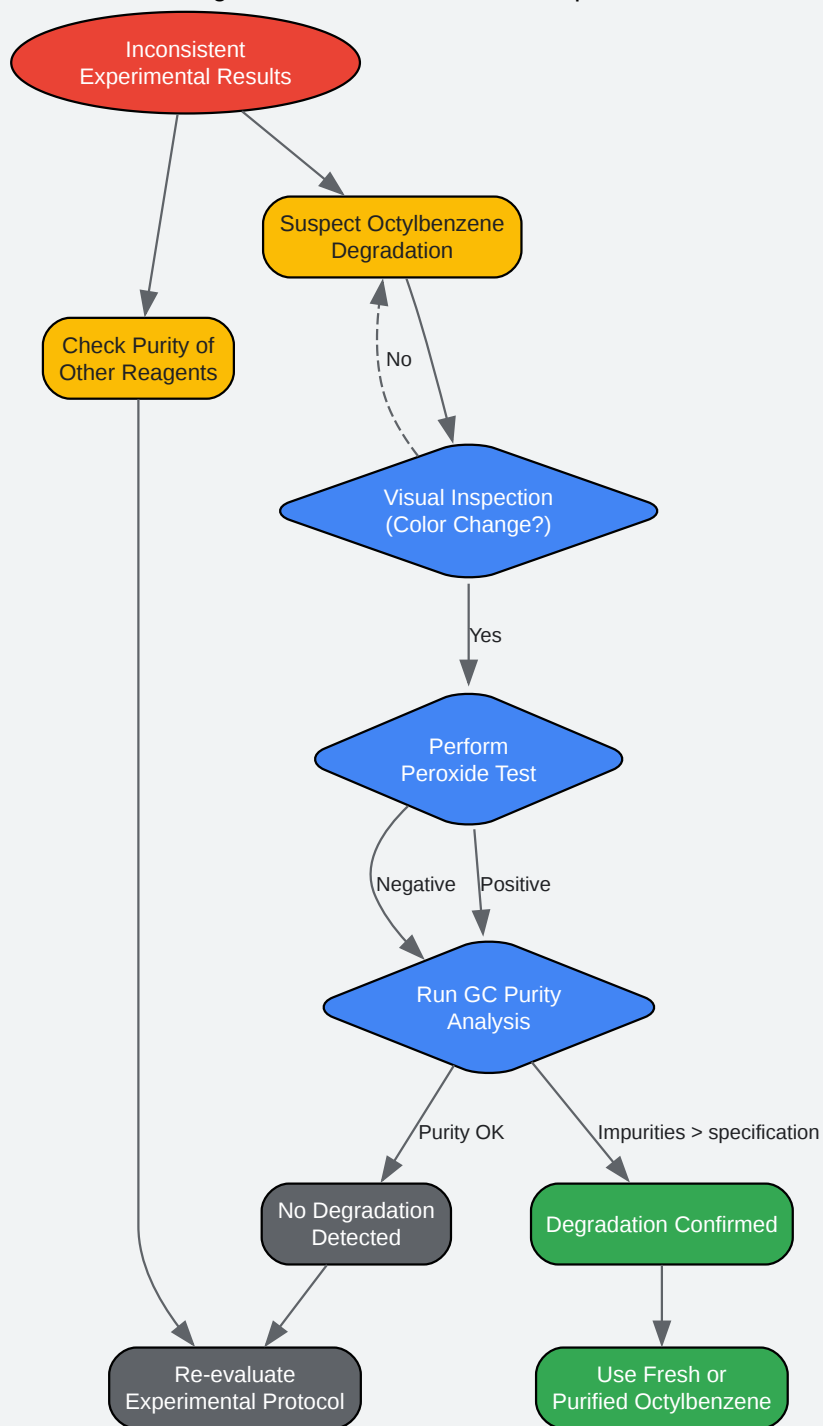 Inconsistent
Experimental Results
Suspect Octylbenzene
Degradation
Check Purity of
Other Reagents
No
Visual Inspection
(Color Change?)
Yes
Perform
Peroxide Test
Negative
Positive
Run GC Purity
Analysis
Purity OK
Impurities > specification
No Degradation
Detected
Degradation Confirmed
Re-evaluate
Experimental Protocol
Use Fresh or
Purified Octylbenzene